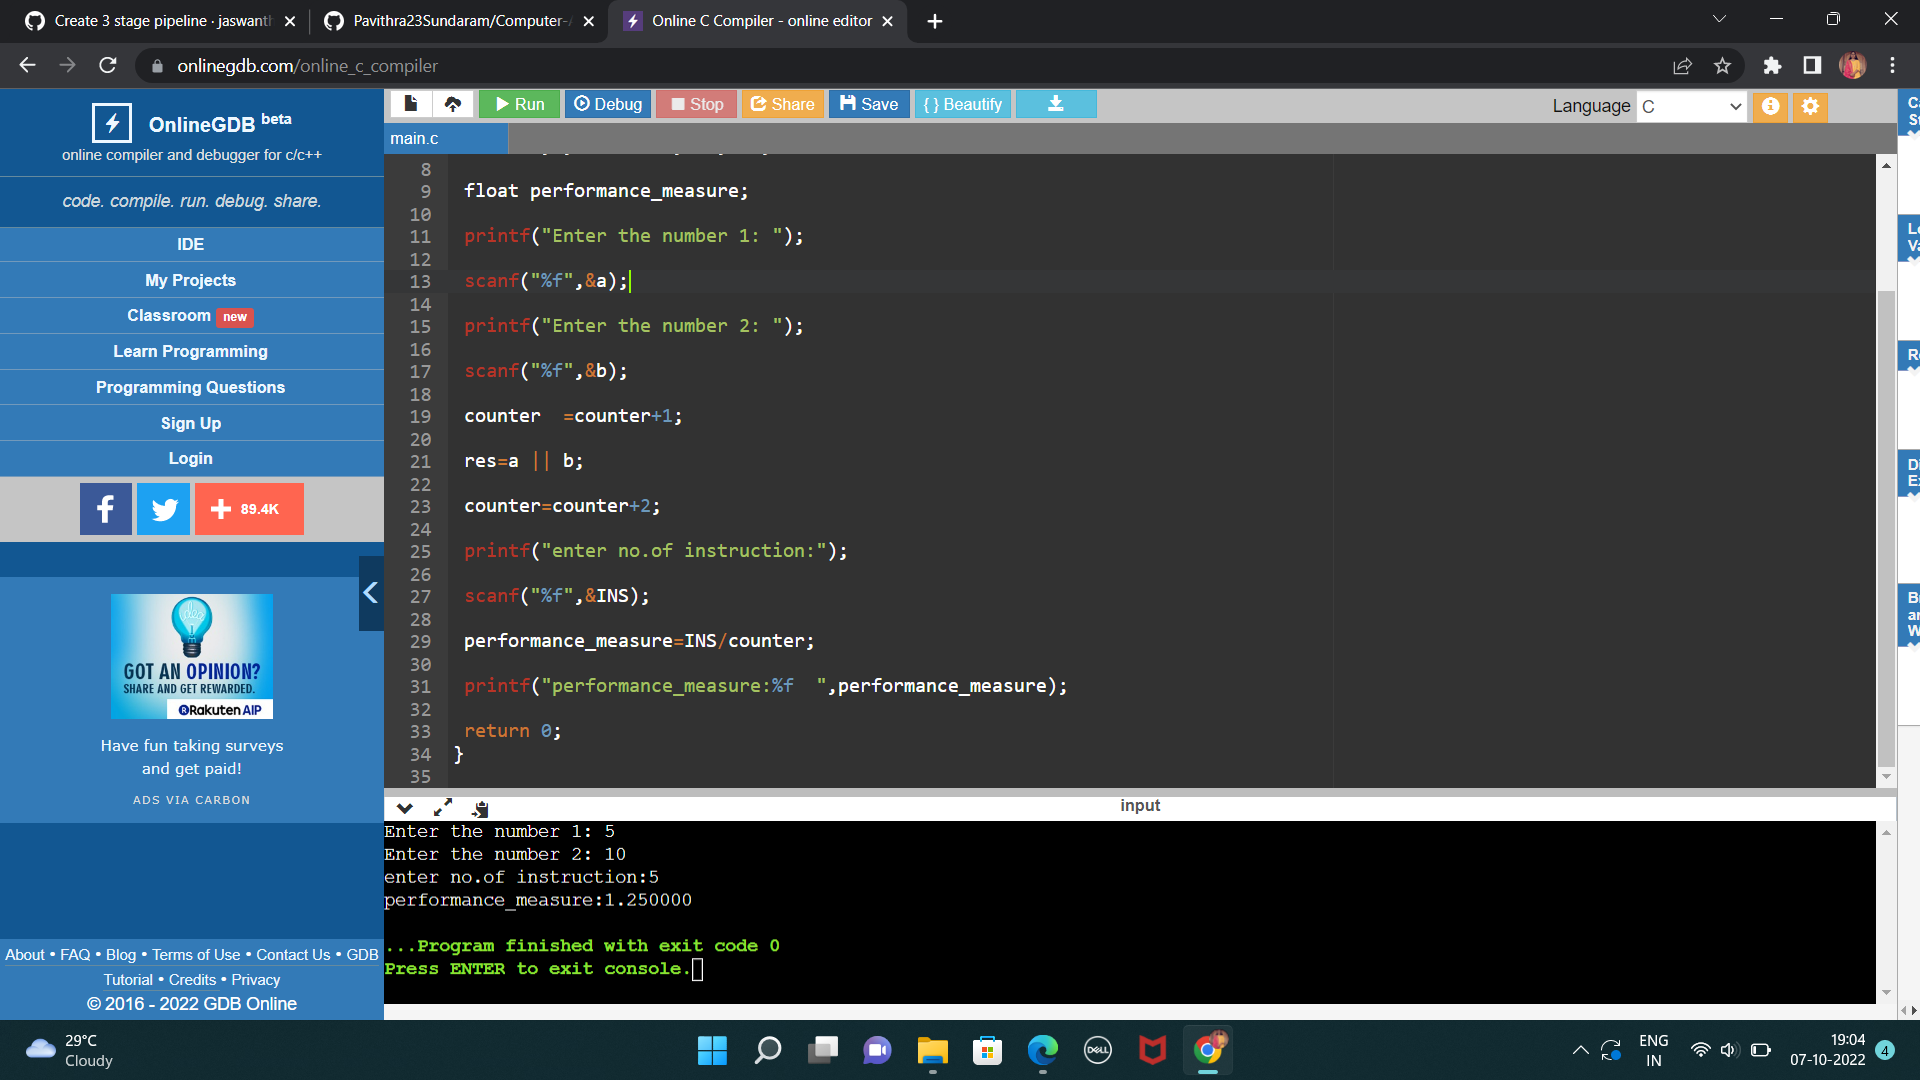 Create 3 stage pipeline · jaswanth
Pavithra23Sundaram/Computer-
Online C Compiler - online editor
onlinegdb.com/online_c_compiler
OnlineGDB beta
online compiler and debugger for c/c++
code. compile. run. debug. share.
IDE
My Projects
Classroom new
Learn Programming
Programming Questions
Sign Up
Login
f
89.4K
idea
GOT AN OPINION?
SHARE AND GET REWARDED.
Rakuten AIP
Have fun taking surveys
and get paid!
ADS VIA CARBON
About • FAQ • Blog • Terms of Use • Contact Us • GDB
Tutorial • Credits • Privacy
© 2016 - 2022 GDB Online
Run
Debug
Stop
Share
Save
{ } Beautify
Language C
main.c
8
9 float performance_measure;
10
11 printf("Enter the number 1: ");
12
13 scanf("%f",&a);
14
15 printf("Enter the number 2: ");
16
17 scanf("%f",&b);
18
19 counter  =counter+1;
20
21 res=a || b;
22
23 counter=counter+2;
24
25 printf("enter no.of instruction:");
26
27 scanf("%f",&INS);
28
29 performance_measure=INS/counter;
30
31 printf("performance_measure:%f  ",performance_measure);
32
33 return 0;
34 }
35
input
Enter the number 1: 5
Enter the number 2: 10
enter no.of instruction:5
performance_measure:1.250000
...Program finished with exit code 0
Press ENTER to exit console.
29°C
Cloudy
DELL
ENG
IN
19:04
07-10-2022
4